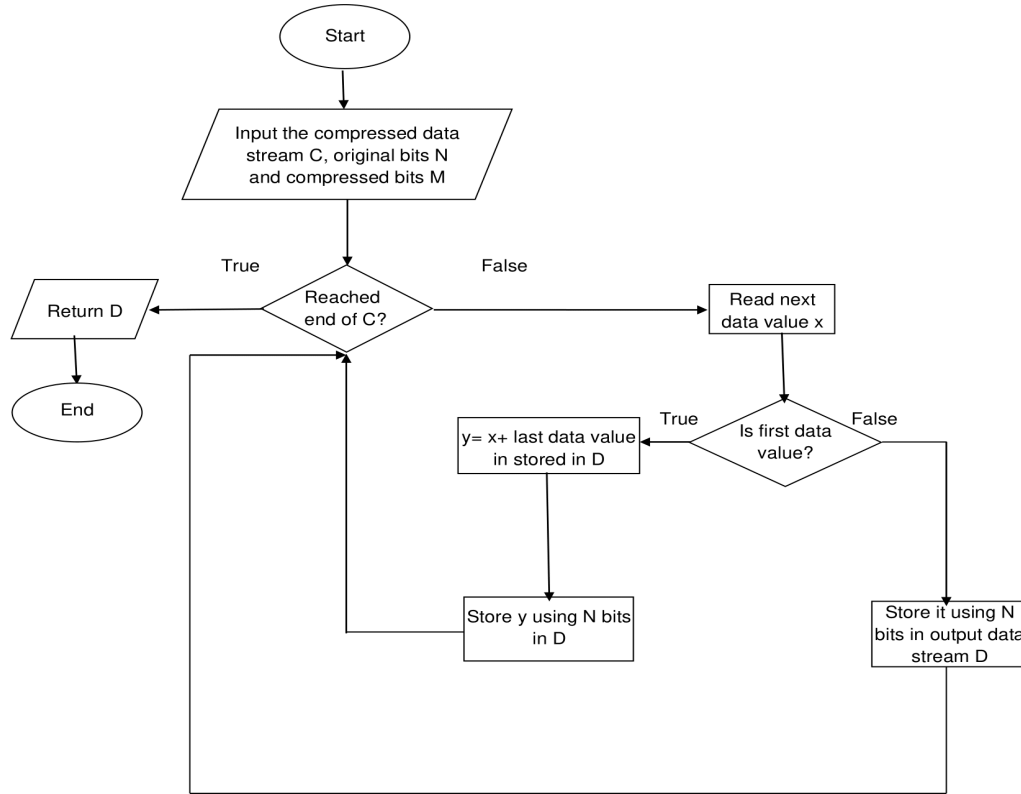 Start
Input the compressed data
stream C, original bits N
and compressed bits M
True
False
Reached
end of C?
Return D
Read next
data value x
End
True
False
Is first data
value?
y= x+ last data value
in stored in D
Store y using N bits
in D
Store it using N
bits in output data
stream D